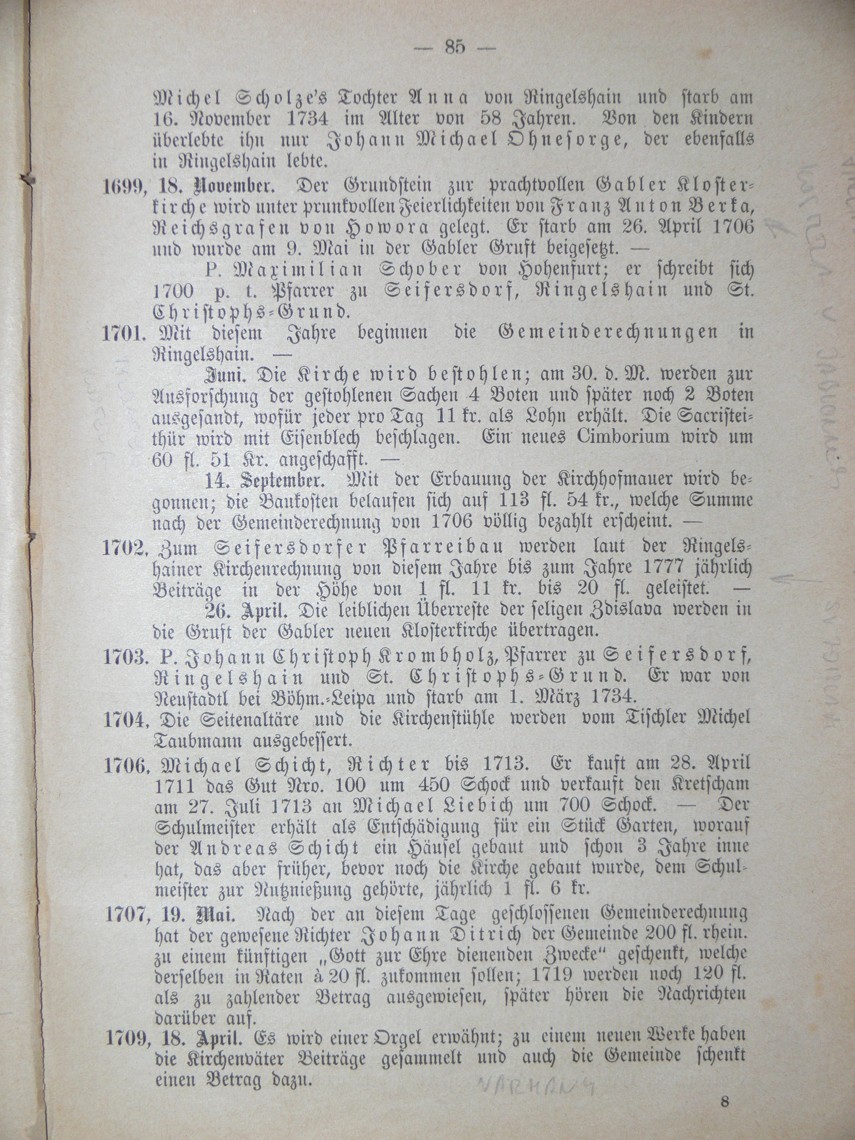 — 85 —
Michel Scholze's Tochter Anna von Ringelshain und starb am
16. November 1734 im Alter von 58 Jahren. Von den Kindern
überlebte ihn nur Johann Michael Ohnesorge, der ebenfalls
in Ringelshain lebte.
1699, 18. November. Der Grundstein zur prachtvollen Gabler Kloster-
kirche wird unter prunkvollen Feierlichkeiten von Franz Anton Berka,
Reichsgrafen von Howora gelegt. Er starb am 26. April 1706
und wurde am 9. Mai in der Gabler Gruft beigesetzt. —
P. Maximilian Schober von Hohenfurt; er schreibt sich
1700 p. t. Pfarrer zu Seifersdorf, Ringelshain und St.
Christophs-Grund.
1701. Mit diesem Jahre beginnen die Gemeinderechnungen in
Ringelshain. —
Juni. Die Kirche wird bestohlen; am 30. d. M. werden zur
Ausforschung der gestohlenen Sachen 4 Boten und später noch 2 Boten
ausgesandt, wofür jeder pro Tag 11 kr. als Lohn erhält. Die Sacristei-
thür wird mit Eisenblech beschlagen. Ein neues Cimborium wird um
60 fl. 51 Kr. angeschafft. —
14. September. Mit der Erbauung der Kirchhofmauer wird be-
gonnen; die Baukosten belaufen sich auf 113 fl. 54 kr., welche Summe
nach der Gemeinderechnung von 1706 völlig bezahlt erscheint. —
1702. Zum Seifersdorfer Pfarreibau werden laut der Ringels-
hainer Kirchenrechnung von diesem Jahre bis zum Jahre 1777 jährlich
Beiträge in der Höhe von 1 fl. 11 kr. bis 20 fl. geleistet. —
26. April. Die leiblichen Überreste der seligen Zdislava werden in
die Gruft der Gabler neuen Klosterkirche übertragen.
1703. P. Johann Christoph Krombholz, Pfarrer zu Seifersdorf,
Ringelshain und St. Christophs-Grund. Er war von
Neustadtl bei Böhm.-Leipa und starb am 1. März 1734.
1704. Die Seitenaltäre und die Kirchenstühle werden vom Tischler Michel
Taubmann ausgebessert.
1706. Michael Schicht, Richter bis 1713. Er kauft am 28. April
1711 das Gut Nro. 100 um 450 Schock und verkauft den Kretscham
am 27. Juli 1713 an Michael Liebich um 700 Schock. — Der
Schulmeister erhält als Entschädigung für ein Stück Garten, worauf
der Andreas Schicht ein Häusel gebaut und schon 3 Jahre inne
hat, das aber früher, bevor noch die Kirche gebaut wurde, dem Schul-
meister zur Nutznießung gehörte, jährlich 1 fl. 6 kr.
1707, 19. Mai. Nach der an diesem Tage geschlossenen Gemeinderechnung
hat der gewesene Richter Johann Ditrich der Gemeinde 200 fl. rhein.
zu einem künftigen „Gott zur Ehre dienenden Zwecke“ geschenkt, welche
derselben in Raten à 20 fl. zukommen sollen; 1719 werden noch 120 fl.
als zu zahlender Betrag ausgewiesen, später hören die Nachrichten
darüber auf.
1709, 18. April. Es wird einer Orgel erwähnt; zu einem neuen Werke haben
die Kirchenväter Beiträge gesammelt und auch die Gemeinde schenkt
einen Betrag dazu.
VARHANY
8